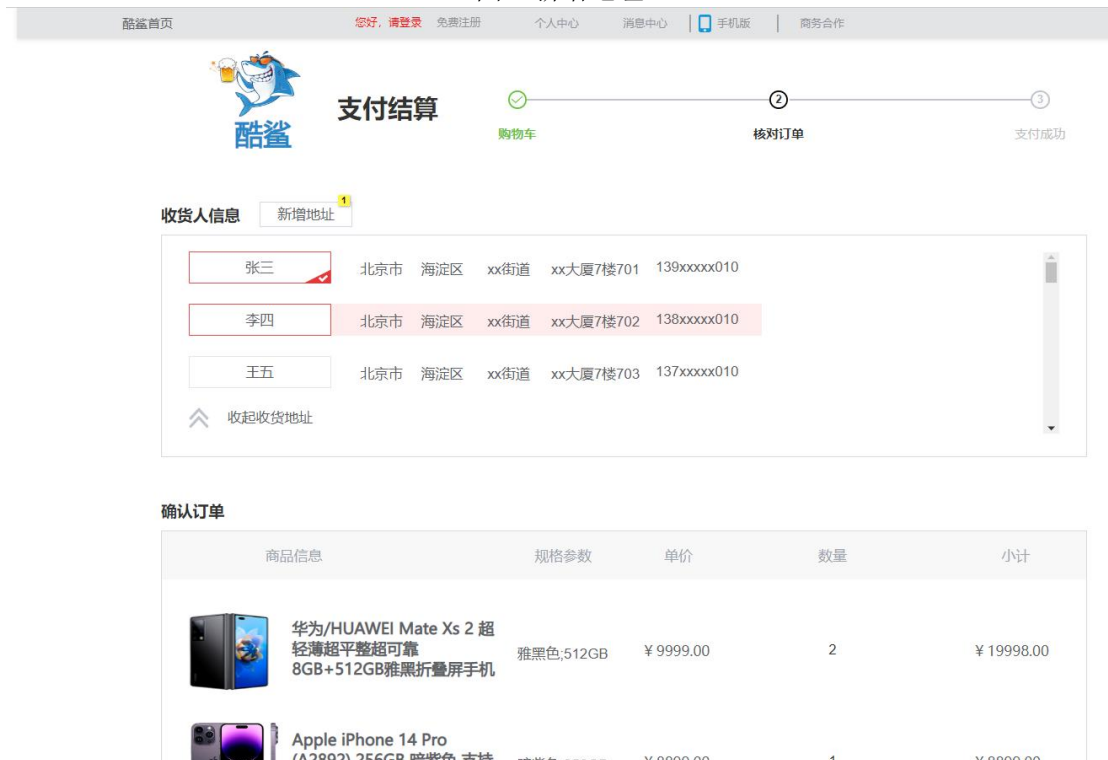 酷鲨首页 您好, 请登录 免费注册 个人中心 消息中心 手机版 商务合作
酷鲨
支付结算
2 3
购物车 核对订单 支付成功
收货人信息 新增地址 1
张三 北京市 海淀区 xx街道 xx大厦7楼701 139xxxxx010
李四 北京市 海淀区 xx街道 xx大厦7楼702 138xxxxx010
王五 北京市 海淀区 xx街道 xx大厦7楼703 137xxxxx010
收起收货地址
确认订单
商品信息 规格参数 单价 数量 小计
华为/HUAWEI Mate Xs 2 超
轻薄超平整超可靠
8GB+512GB雅黑折叠屏手机
雅黑色;512GB ¥ 9999.00 2 ¥ 19998.00
Apple iPhone 14 Pro
(A2892) 256GB 暗紫色 支持